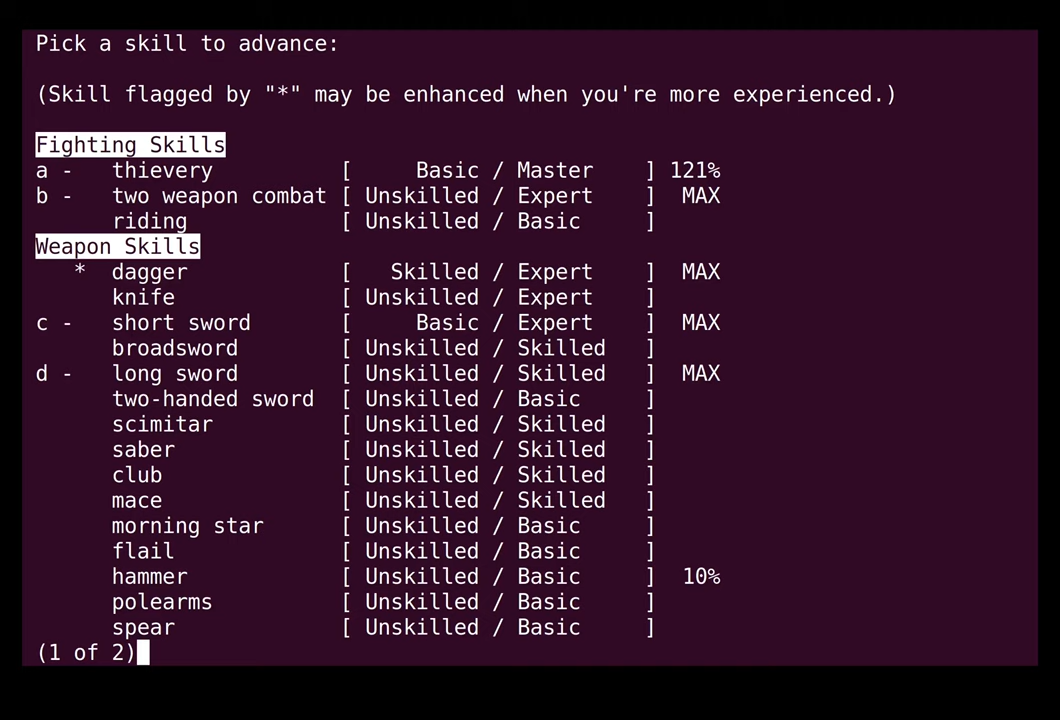 Pick a skill to advance:
(Skill flagged by "*" may be enhanced when you're more experienced.)
Fighting Skills
a -   thievery          [     Basic / Master    ] 121%
b -   two weapon combat [ Unskilled / Expert    ]  MAX
      riding            [ Unskilled / Basic     ]
Weapon Skills
   *  dagger            [   Skilled / Expert    ]  MAX
      knife             [ Unskilled / Expert    ]
c -   short sword       [     Basic / Expert    ]  MAX
      broadsword        [ Unskilled / Skilled   ]
d -   long sword        [ Unskilled / Skilled   ]  MAX
      two-handed sword  [ Unskilled / Basic     ]
      scimitar          [ Unskilled / Skilled   ]
      saber             [ Unskilled / Skilled   ]
      club              [ Unskilled / Skilled   ]
      mace              [ Unskilled / Skilled   ]
      morning star      [ Unskilled / Basic     ]
      flail             [ Unskilled / Basic     ]
      hammer            [ Unskilled / Basic     ]  10%
      polearms          [ Unskilled / Basic     ]
      spear             [ Unskilled / Basic     ]
(1 of 2)